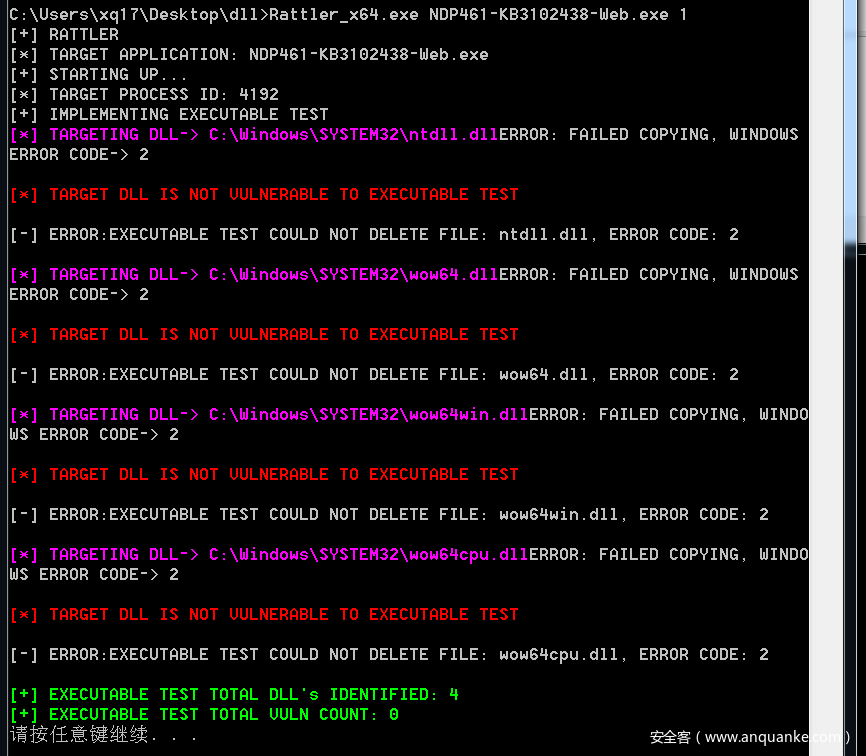 C:\Users\xq17\Desktop\dll>Rattler_x64.exe NDP461-KB3102438-Web.exe 1
[+] RATTLER
[*] TARGET APPLICATION: NDP461-KB3102438-Web.exe
[+] STARTING UP...
[*] TARGET PROCESS ID: 4192
[+] IMPLEMENTING EXECUTABLE TEST
[*] TARGETING DLL-> C:\Windows\SYSTEM32\ntdll.dllERROR: FAILED COPYING, WINDOWS
ERROR CODE-> 2
[*] TARGET DLL IS NOT VULNERABLE TO EXECUTABLE TEST
[-] ERROR:EXECUTABLE TEST COULD NOT DELETE FILE: ntdll.dll, ERROR CODE: 2
[*] TARGETING DLL-> C:\Windows\SYSTEM32\wow64.dllERROR: FAILED COPYING, WINDOWS
ERROR CODE-> 2
[*] TARGET DLL IS NOT VULNERABLE TO EXECUTABLE TEST
[-] ERROR:EXECUTABLE TEST COULD NOT DELETE FILE: wow64.dll, ERROR CODE: 2
[*] TARGETING DLL-> C:\Windows\SYSTEM32\wow64win.dllERROR: FAILED COPYING, WINDO
WS ERROR CODE-> 2
[*] TARGET DLL IS NOT VULNERABLE TO EXECUTABLE TEST
[-] ERROR:EXECUTABLE TEST COULD NOT DELETE FILE: wow64win.dll, ERROR CODE: 2
[*] TARGETING DLL-> C:\Windows\SYSTEM32\wow64cpu.dllERROR: FAILED COPYING, WINDO
WS ERROR CODE-> 2
[*] TARGET DLL IS NOT VULNERABLE TO EXECUTABLE TEST
[-] ERROR:EXECUTABLE TEST COULD NOT DELETE FILE: wow64cpu.dll, ERROR CODE: 2
[+] EXECUTABLE TEST TOTAL DLL's IDENTIFIED: 4
[+] EXECUTABLE TEST TOTAL VULN COUNT: 0
请按任意键继续. . .
安全客 ( www.anquanke.com )